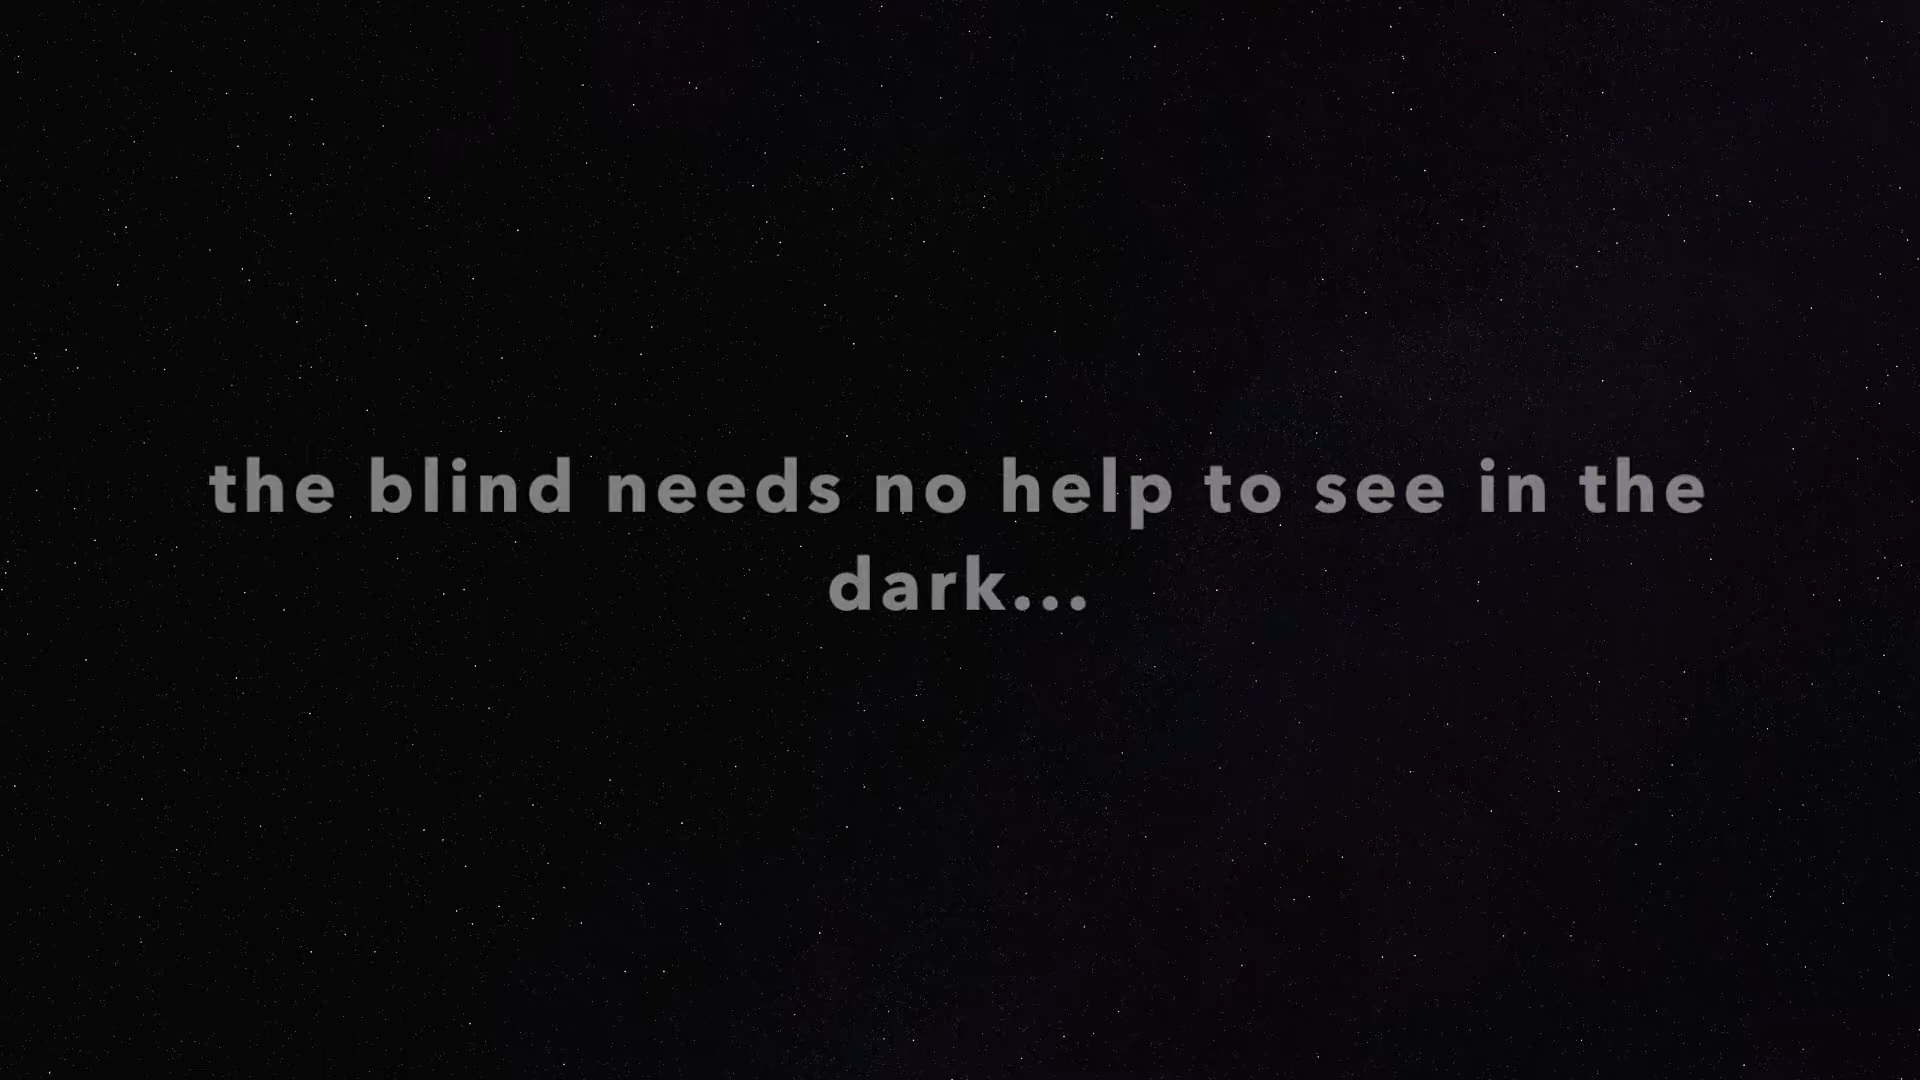 the blind needs no help to see in the
dark...